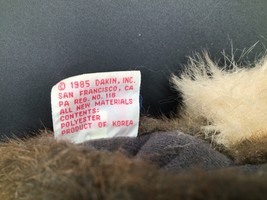 © 1985 DAKIN, INC.
SAN FRANCISCO, CA
PA REG. NO. 118
ALL NEW MATERIALS
CONTENTS:
POLYESTER
PRODUCT OF KOREA